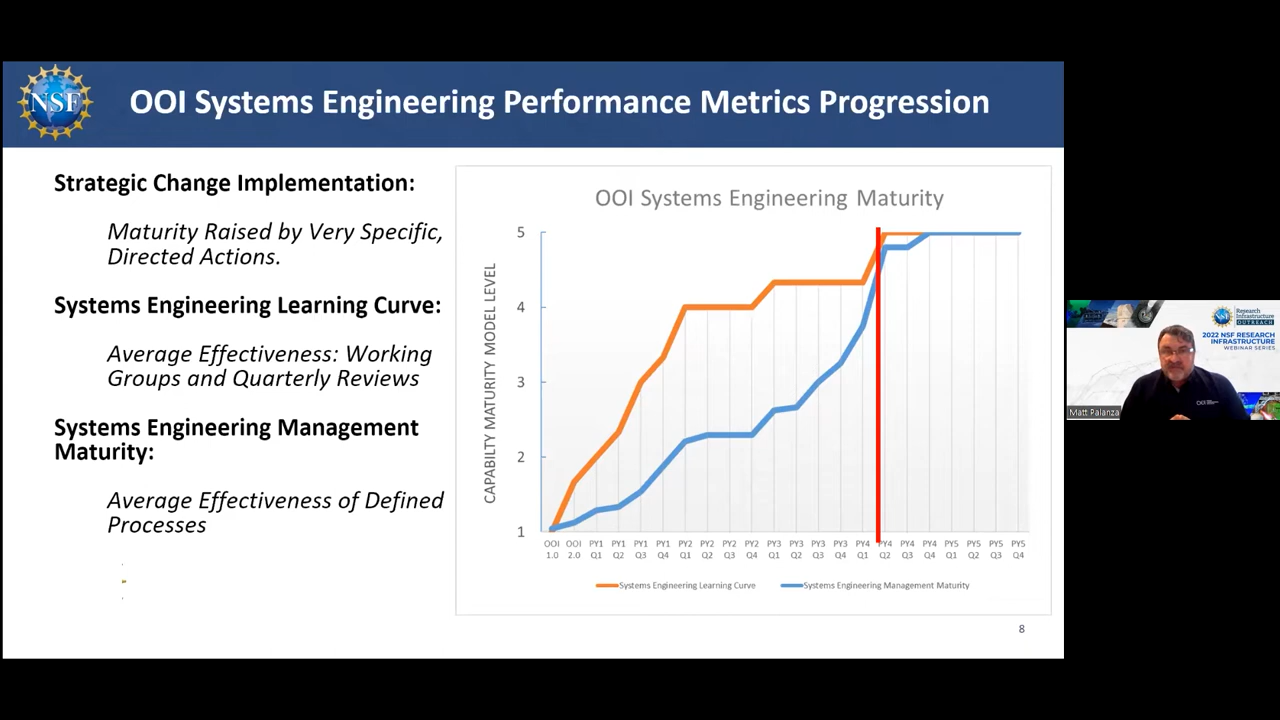 NSF
OOI Systems Engineering Performance Metrics Progression
Strategic Change Implementation:
Maturity Raised by Very Specific,
Directed Actions.
Systems Engineering Learning Curve:
Average Effectiveness: Working
Groups and Quarterly Reviews
Systems Engineering Management
Maturity:
Average Effectiveness of Defined
Processes
OOI Systems Engineering Maturity
CAPABILTY MATURITY MODEL LEVEL
5
4
3
2
1
OOI 1.0
OOI 2.0
PY1 Q1
PY1 Q2
PY1 Q3
PY1 Q4
PY2 Q1
PY2 Q2
PY2 Q3
PY2 Q4
PY3 Q1
PY3 Q2
PY3 Q3
PY3 Q4
PY4 Q1
PY4 Q2
PY4 Q3
PY4 Q4
PY5 Q1
PY5 Q2
PY5 Q3
PY5 Q4
Systems Engineering Learning Curve
Systems Engineering Management Maturity
8
NSF
Research
Infrastructure
OUTREACH
2022 NSF RESEARCH
INFRASTRUCTURE
WEBINAR SERIES
OOI
Matt Palanza